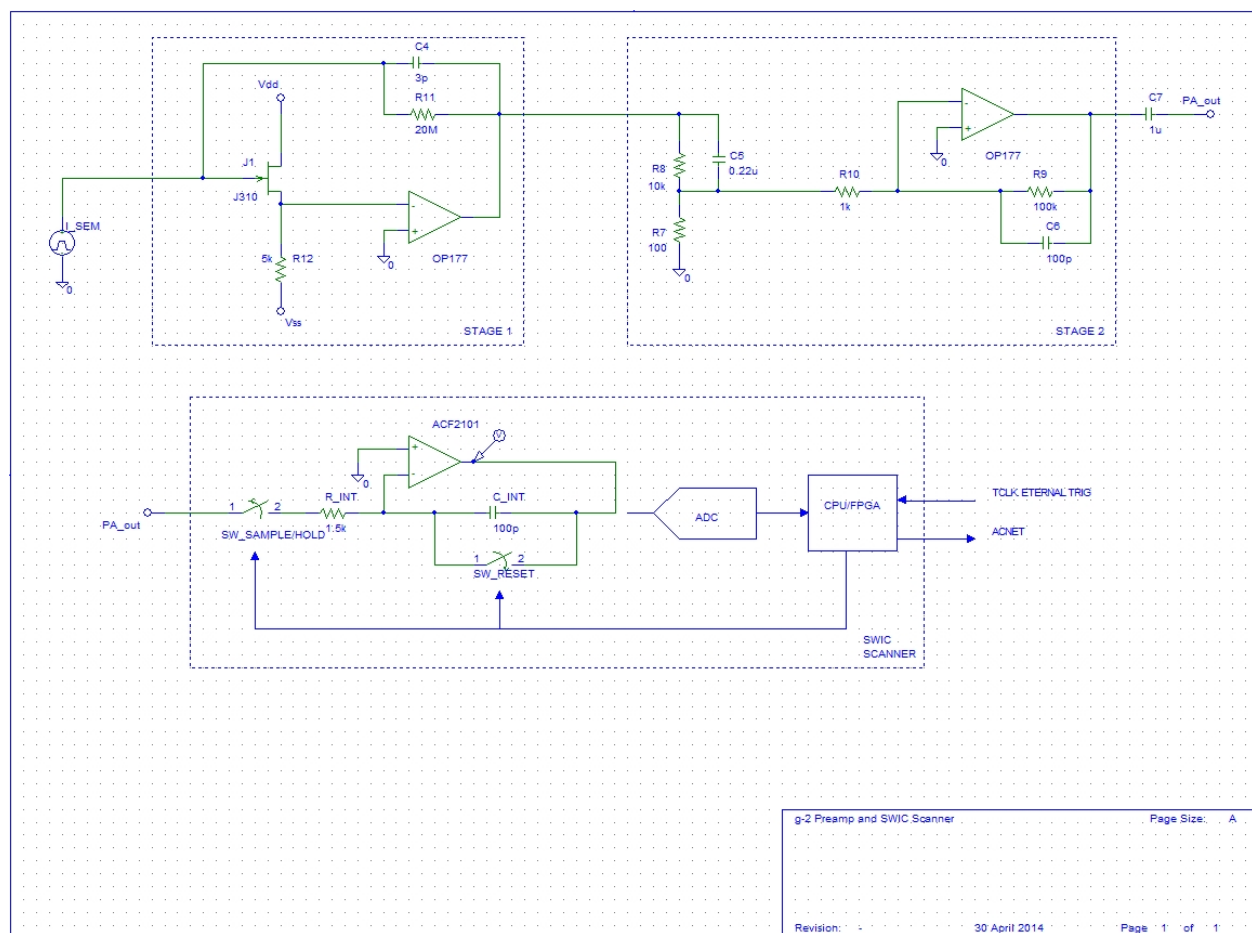 C4
3p
Vdd
R11
20M
J1
J310
I_SEM
0
5k
R12
Vss
-
+
0
OP177
STAGE 1
R8
10k
C5
0.22u
R7
100
0
R10
1k
-
+
0
OP177
R9
100k
C6
100p
C7
1u
PA_out
STAGE 2
ACF2101
V
+
-
0
PA_out
1
2
SW_SAMPLE/HOLD
R_INT
1.5k
C_INT
100p
1
2
SW_RESET
ADC
CPU/FPGA
TCLK ETERNAL TRIG
ACNET
SWIC
SCANNER
g-2 Preamp and SWIC Scanner
Page Size: A
Revision: -
30 April 2014
Page 1 of 1